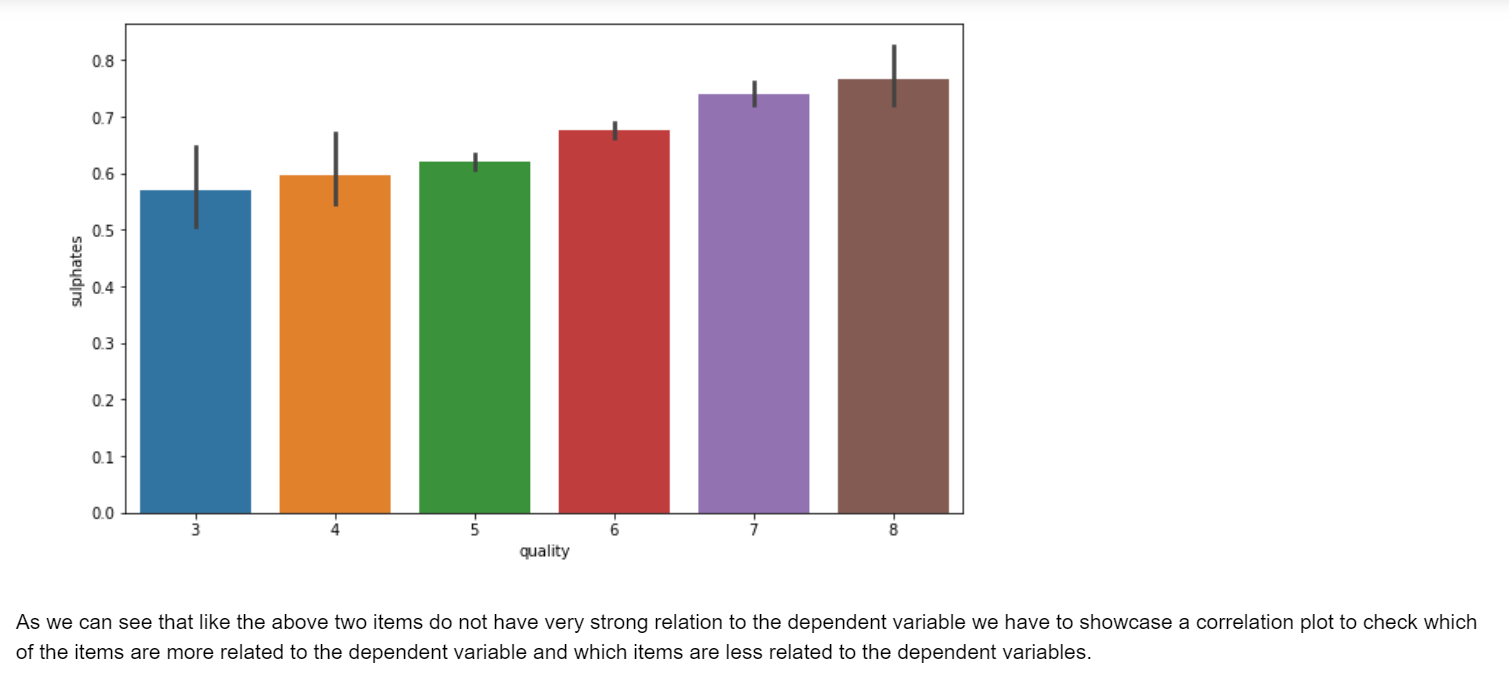 0.8
0.7
0.6
0.5
0.4
0.3
0.2
0.1
0.0
sulphates
3 4 5 6 7 8
quality
As we can see that like the above two items do not have very strong relation to the dependent variable we have to showcase a correlation plot to check which
of the items are more related to the dependent variable and which items are less related to the dependent variables.